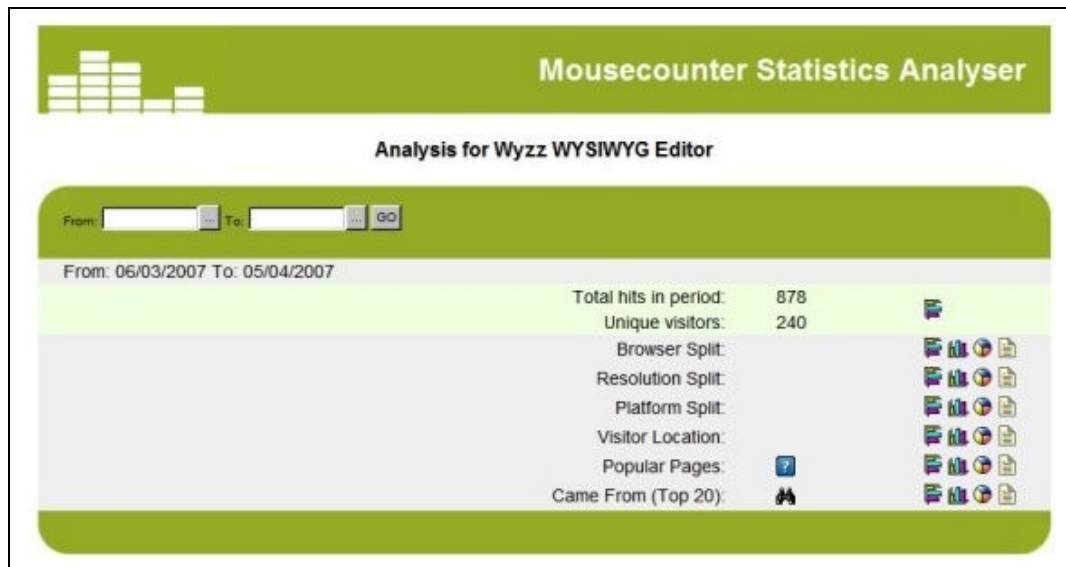 Mousecounter Statistics Analyser
Analysis for Wyzz WYSIWYG Editor
From: ... To: ... GO
From: 06/03/2007 To: 05/04/2007
Total hits in period: 878
Unique visitors: 240
Browser Split:
Resolution Split:
Platform Split:
Visitor Location:
Popular Pages: ?
Came From (Top 20):